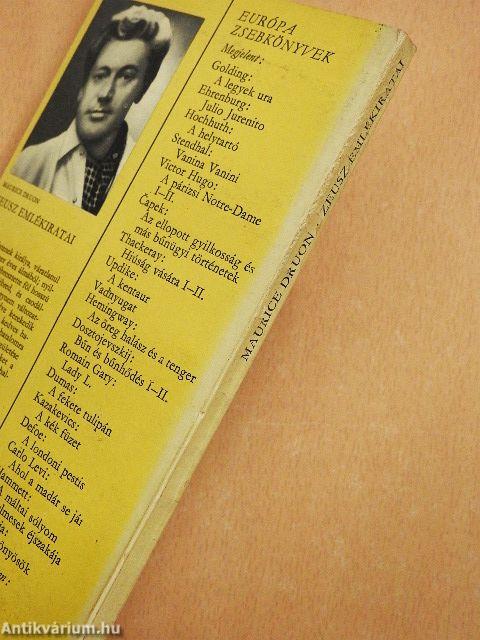 EURÓPA
ZSEBKÖNYVEK
Megjelent:
Golding:
A legyek ura
Ehrenburg:
Julio Jurenito
Hochhuth:
A helytartó
Stendhal:
Vanina Vanini
Victor Hugo:
A párizsi Notre-Dame
I–II.
Čapek:
Az ellopott gyilkosság és
más bűnügyi történetek
Thackeray:
Hiúság vására I–II.
Updike:
A kentaur
Vadnyugat
Hemingway:
Az öreg halász és a tenger
Dosztojevszkij:
Bűn és bűnhődés I–II.
Romain Gary:
Lady L.
Dumas:
A fekete tulipán
Kazakevics:
A kék füzet
Defoe:
A londoni pestis
Carlo Levi:
Ahol a madár se jár
ammett:
A máltai sólyom
lmesek éjszakája
önyösök
MAURICE DRUON
ZEUSZ EMLÉKIRATAI
MAURICE DRUON · ZEUSZ EMLÉKIRATAI
Antikvárium.hu